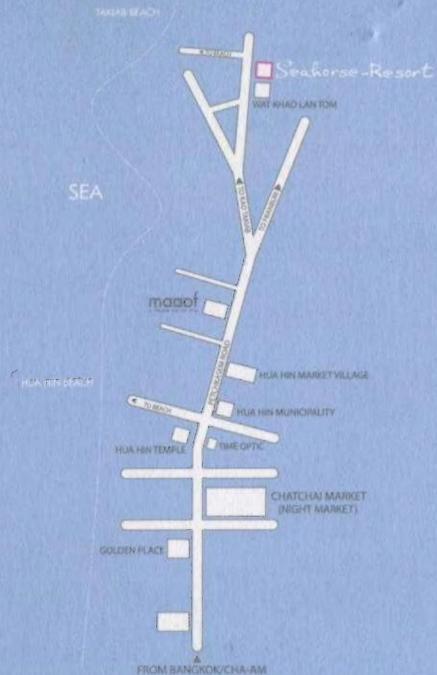 TAKIAB BEACH
TO BEACH
Seahorse-Resort
WAT KHAO LAN TOM
SEA
TO KAO TAKIAB
TO PRANBURI
maaof
PETCHKASEM ROAD
HUA HIN MARKET VILLAGE
HUA HIN BEACH
TO BEACH
HUA HIN MUNICIPALITY
HUA HIN TEMPLE
TIME OPTIC
CHATCHAI MARKET
(NIGHT MARKET)
GOLDEN PLACE
FROM BANGKOK/CHA-AM